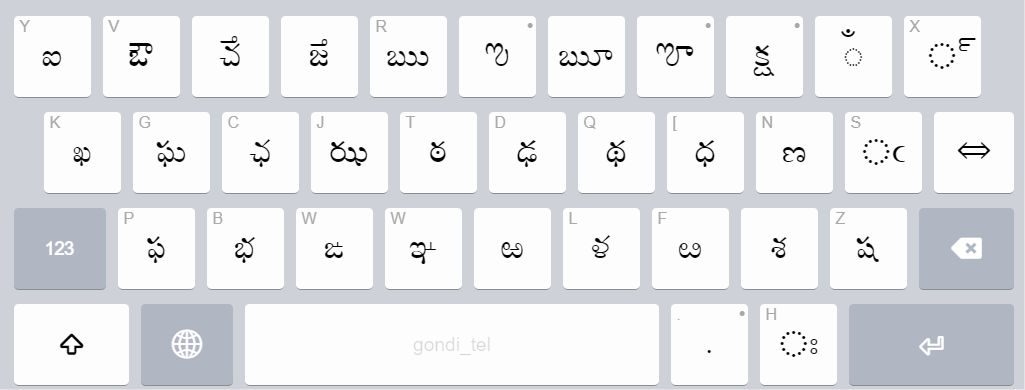 Y ఐ V ఔ చే జే R ఋ ఌ ౠ ౡ క్ష ఁ X ్
K ఖ G ఘ C ఛ J ఝ T ఠ D ఢ Q థ [ ధ N ణ S ఁ ⇔
123 P ఫ B భ W ఙ W ఞ ఱ L ళ F ఴ శ Z ష
gondi_tel . . H ః